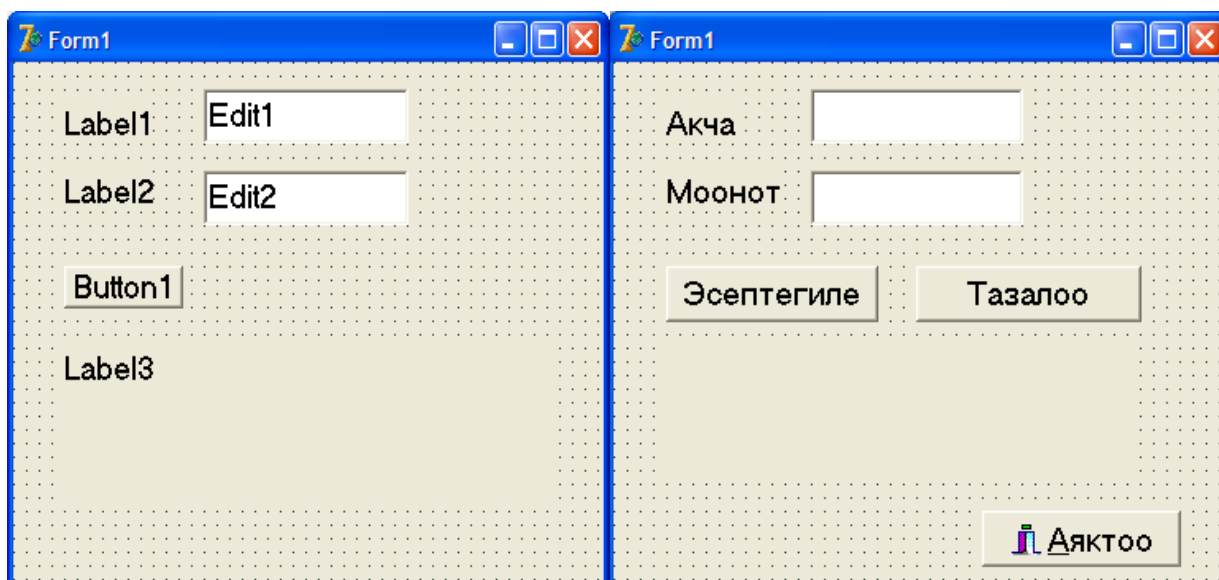 Form1
Label1 Edit1
Label2 Edit2
Button1
Label3
Form1
Акча
Моонот
Эсептегиле Тазалоо
Аяктоо